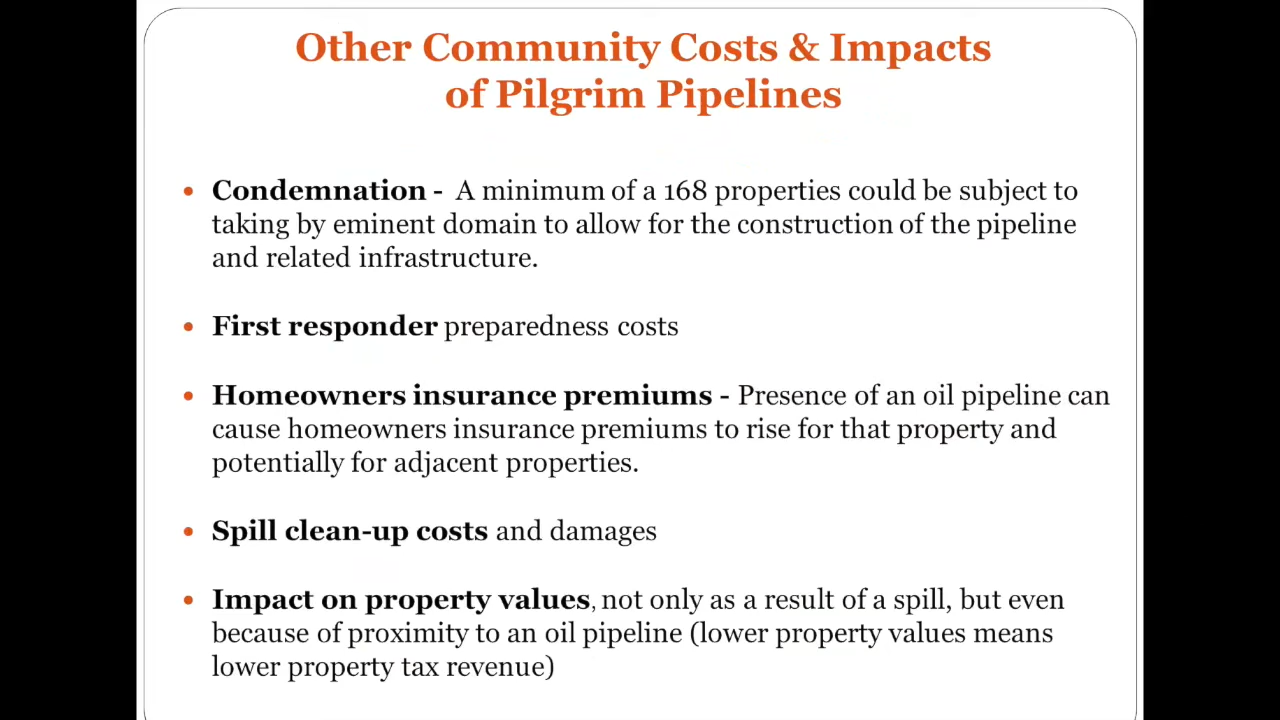 Other Community Costs & Impacts
of Pilgrim Pipelines
• Condemnation - A minimum of a 168 properties could be subject to
taking by eminent domain to allow for the construction of the pipeline
and related infrastructure.
• First responder preparedness costs
• Homeowners insurance premiums - Presence of an oil pipeline can
cause homeowners insurance premiums to rise for that property and
potentially for adjacent properties.
• Spill clean-up costs and damages
• Impact on property values, not only as a result of a spill, but even
because of proximity to an oil pipeline (lower property values means
lower property tax revenue)